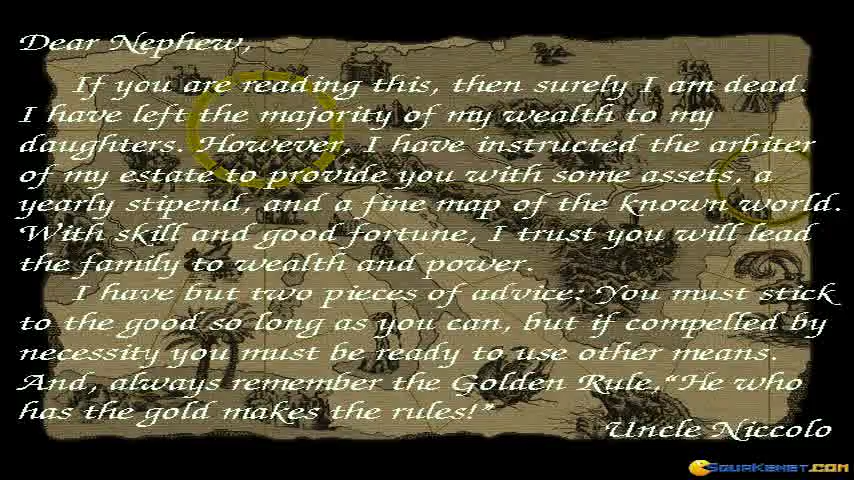 Dear Nephew,
If you are reading this, then surely I am dead.
I have left the majority of my wealth to my
daughters. However, I have instructed the arbiter
of my estate to provide you with some assets, a
yearly stipend, and a fine map of the known world.
With skill and good fortune, I trust you will lead
the family to wealth and power.
I have but two pieces of advice: You must stick
to the good so long as you can, but if compelled by
necessity you must be ready to use other means.
And, always remember the Golden Rule,"He who
has the gold makes the rules!"
Uncle Niccolo
Squakenet.com